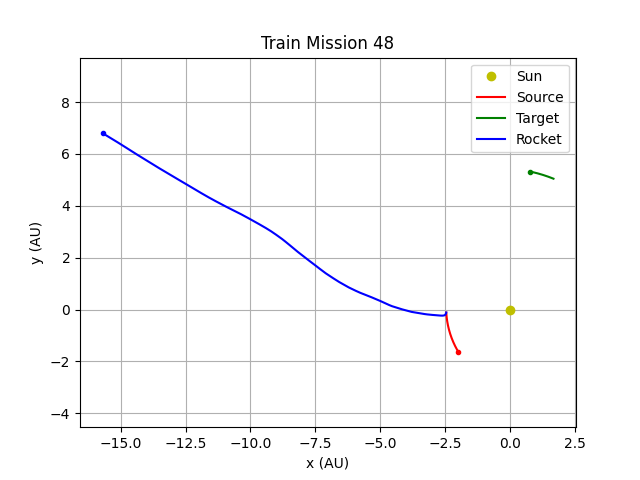 Train Mission 48
Sun
Source
Target
Rocket
y (AU)
8
6
4
2
0
−2
−4
−15.0 −12.5 −10.0 −7.5 −5.0 −2.5 0.0 2.5
x (AU)